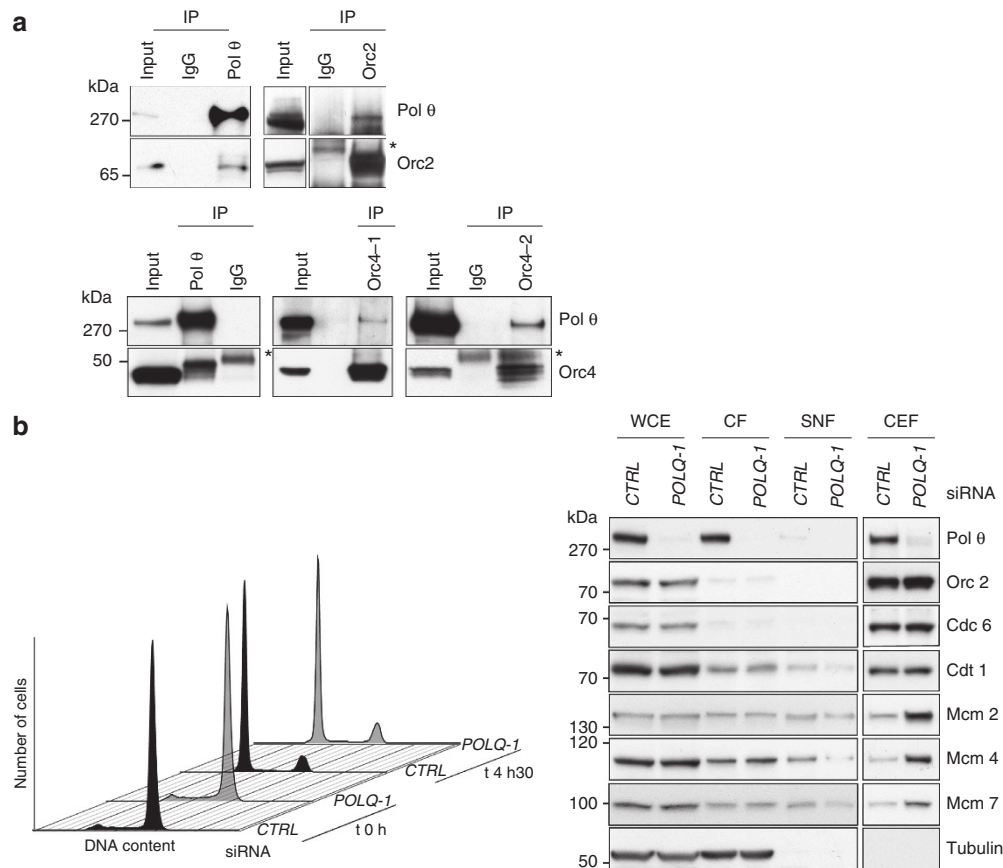 a
IP
IP
Input
IgG
Pol θ
Input
IgG
Orc2
kDa
270
Pol θ
*
65
Orc2
IP
IP
IP
Input
Pol θ
IgG
Input
Orc4–1
Input
IgG
Orc4–2
kDa
270
Pol θ
50
*
*
Orc4
b
WCE
CF
SNF
CEF
CTRL
POLQ-1
CTRL
POLQ-1
CTRL
POLQ-1
CTRL
POLQ-1
siRNA
kDa
270
Pol θ
70
Orc 2
70
Cdc 6
70
Cdt 1
130
Mcm 2
120
Mcm 4
100
Mcm 7
50
Tubulin
Number of cells
DNA content
siRNA
CTRL
POLQ-1
t 0 h
CTRL
POLQ-1
t 4 h30